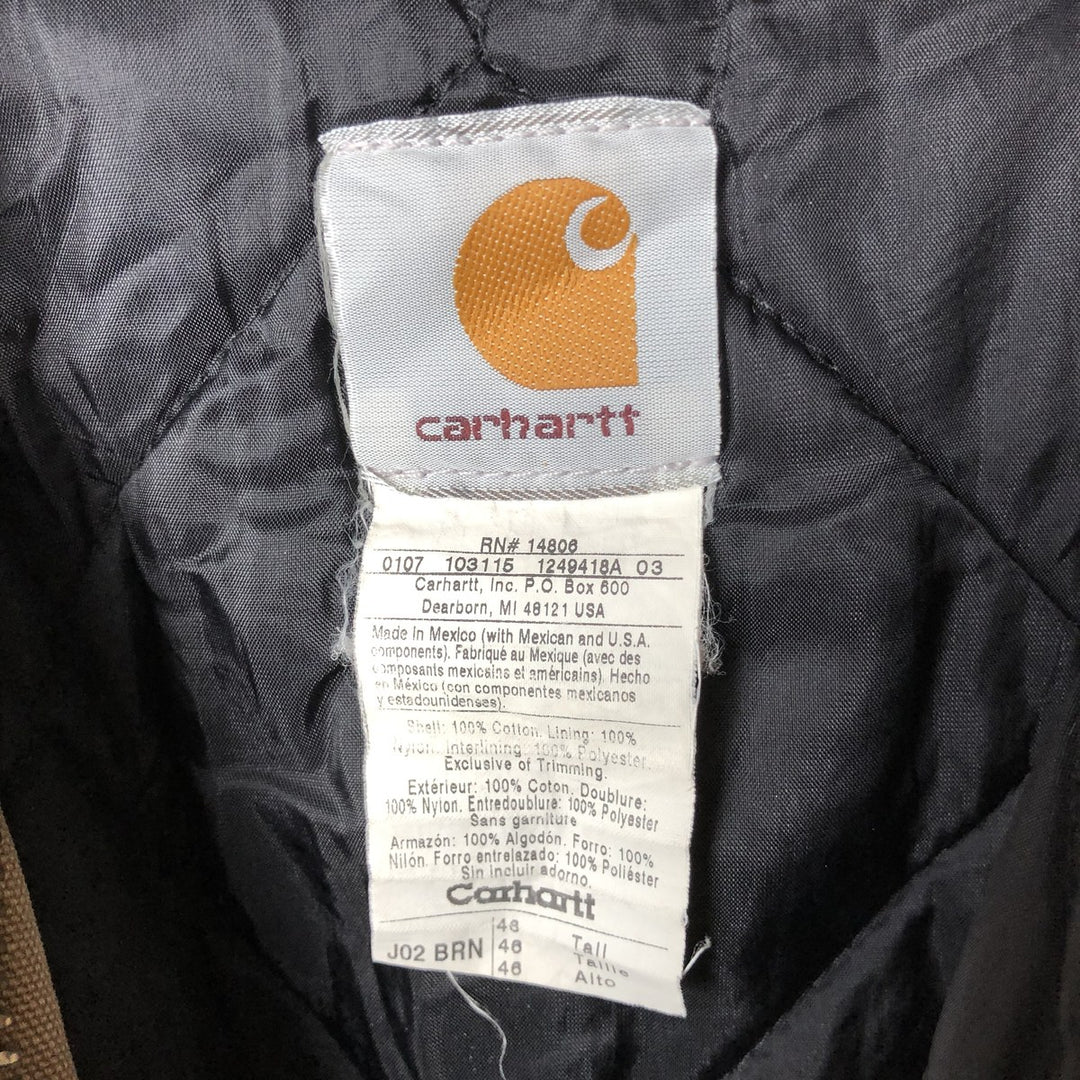 carhartt
RN# 14806
0107 103115 1249418A 03
Carhartt, Inc. P.O. Box 600
Dearborn, MI 48121 USA
Made in Mexico (with Mexican and U.S.A.
components). Fabriqué au Mexique (avec des
composants mexicains et américains). Hecho
en México (con componentes mexicanos
y estadounidenses).
Shell: 100% Cotton. Lining: 100%
Nylon. Interlining: 100% Polyester.
Exclusive of Trimming.
Extérieur: 100% Coton. Doublure:
100% Nylon. Entredoublure: 100% Polyester
Sans garniture
Armazón: 100% Algodón. Forro: 100%
Nilón. Forro entrelazado: 100% Poliéster
Sin incluir adorno.
Carhartt
J02 BRN
46 Tall
46 Taille
46 Alto